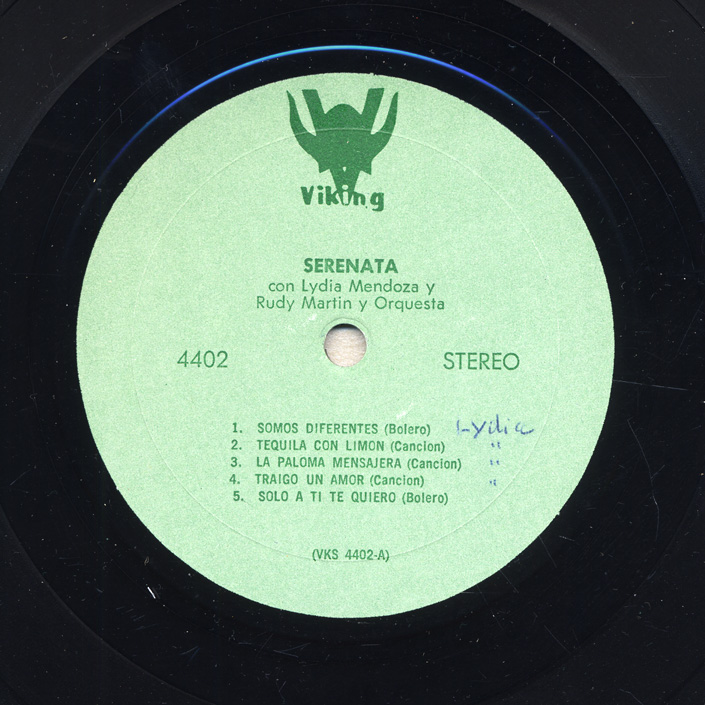 Viking
SERENATA
con Lydia Mendoza y
Rudy Martin y Orquesta
4402 STEREO
1. SOMOS DIFERENTES (Bolero) Lydia
2. TEQUILA CON LIMON (Cancion) "
3. LA PALOMA MENSAJERA (Cancion) "
4. TRAIGO UN AMOR (Cancion) "
5. SOLO A TI TE QUIERO (Bolero)
(VKS 4402-A)